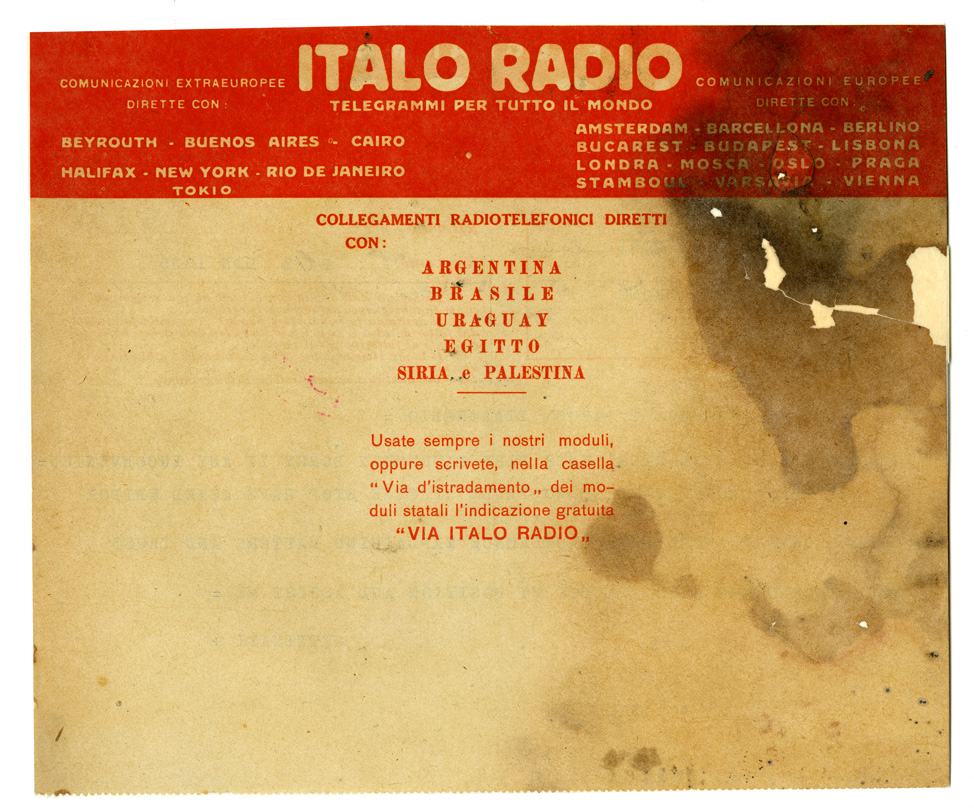 ITALO RADIO
TELEGRAMMI PER TUTTO IL MONDO
COMUNICAZIONI EXTRAEUROPEE
DIRETTE CON:
BEYROUTH - BUENOS AIRES - CAIRO
HALIFAX - NEW YORK - RIO DE JANEIRO
TOKIO
COMUNICAZIONI EUROPEE
DIRETTE CON:
AMSTERDAM - BARCELLONA - BERLINO
BUCAREST - BUDAPEST - LISBONA
LONDRA - MOSCA - OSLO - PRAGA
STAMBOUL - VARSAVIA - VIENNA
COLLEGAMENTI RADIOTELEFONICI DIRETTI
CON:
ARGENTINA
BRASILE
URAGUAY
EGITTO
SIRIA e PALESTINA
Usate sempre i nostri moduli,
oppure scrivete, nella casella
“Via d'istradamento„ dei mo-
duli statali l'indicazione gratuita
“VIA ITALO RADIO„